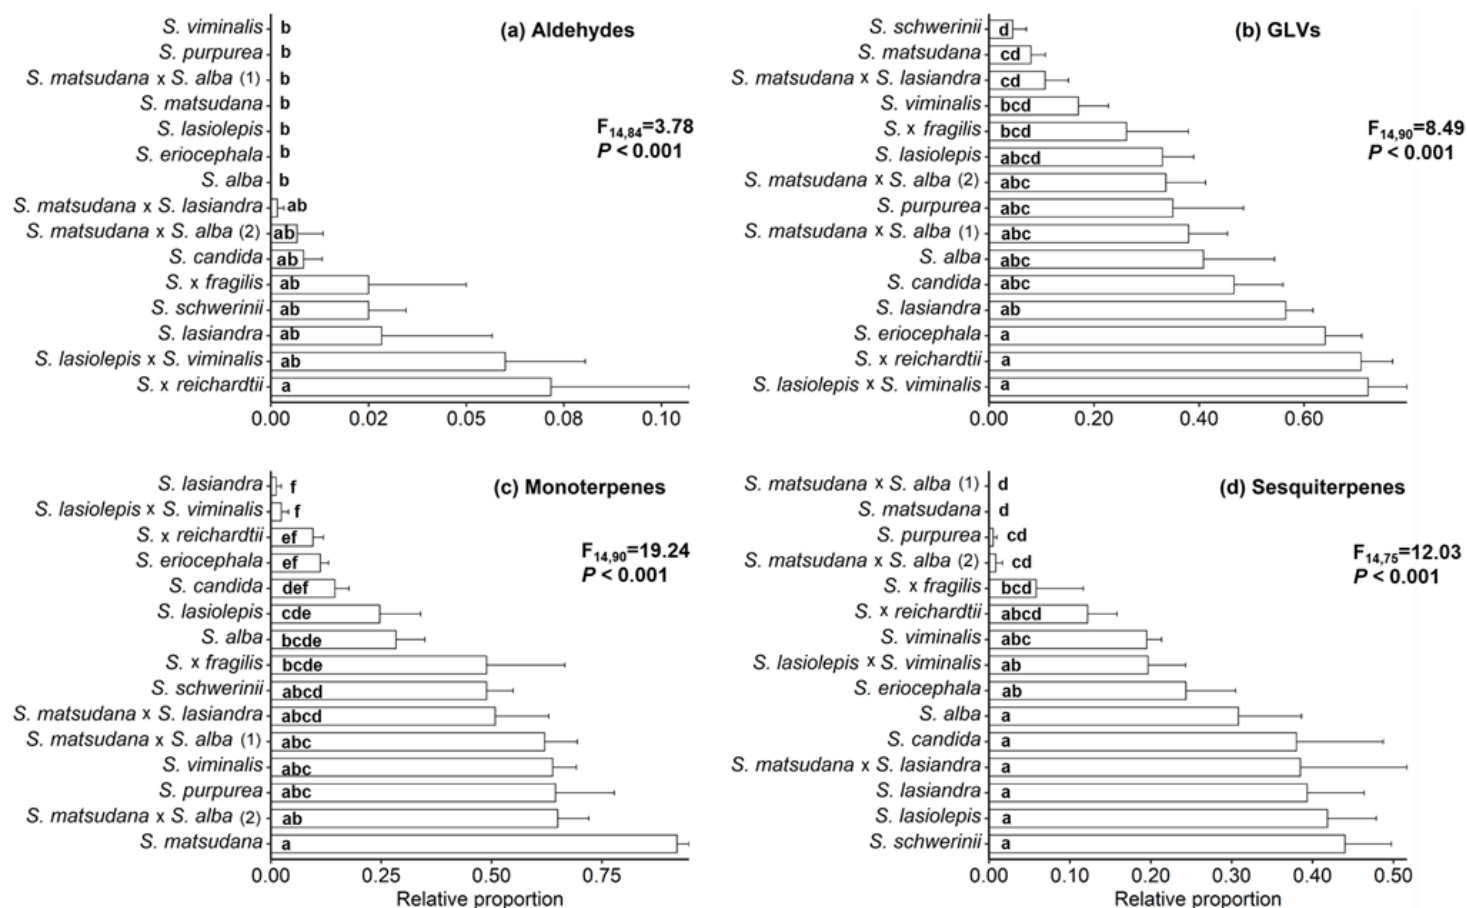 (a) Aldehydes
S. viminalis b
S. purpurea b
S. matsudana x S. alba (1) b
S. matsudana b
S. lasiolepis b
S. eriocephala b
S. alba b
S. matsudana x S. lasiandra ab
S. matsudana x S. alba (2) ab
S. candida ab
S. x fragilis ab
S. schwerinii ab
S. lasiandra ab
S. lasiolepis x S. viminalis ab
S. x reichardtii a
F14,84=3.78
P < 0.001
0.00 0.02 0.05 0.08 0.10
(b) GLVs
S. schwerinii d
S. matsudana cd
S. matsudana x S. lasiandra cd
S. viminalis bcd
S. x fragilis bcd
S. lasiolepis abcd
S. matsudana x S. alba (2) abc
S. purpurea abc
S. matsudana x S. alba (1) abc
S. alba abc
S. candida abc
S. lasiandra ab
S. eriocephala a
S. x reichardtii a
S. lasiolepis x S. viminalis a
F14,90=8.49
P < 0.001
0.00 0.20 0.40 0.60
(c) Monoterpenes
S. lasiandra f
S. lasiolepis x S. viminalis f
S. x reichardtii ef
S. eriocephala ef
S. candida def
S. lasiolepis cde
S. alba bcde
S. x fragilis bcde
S. schwerinii abcd
S. matsudana x S. lasiandra abcd
S. matsudana x S. alba (1) abc
S. viminalis abc
S. purpurea abc
S. matsudana x S. alba (2) ab
S. matsudana a
F14,90=19.24
P < 0.001
0.00 0.25 0.50 0.75
Relative proportion
(d) Sesquiterpenes
S. matsudana x S. alba (1) d
S. matsudana d
S. purpurea cd
S. matsudana x S. alba (2) cd
S. x fragilis bcd
S. x reichardtii abcd
S. viminalis abc
S. lasiolepis x S. viminalis ab
S. eriocephala ab
S. alba a
S. candida a
S. matsudana x S. lasiandra a
S. lasiandra a
S. lasiolepis a
S. schwerinii a
F14,75=12.03
P < 0.001
0.00 0.10 0.20 0.30 0.40 0.50
Relative proportion